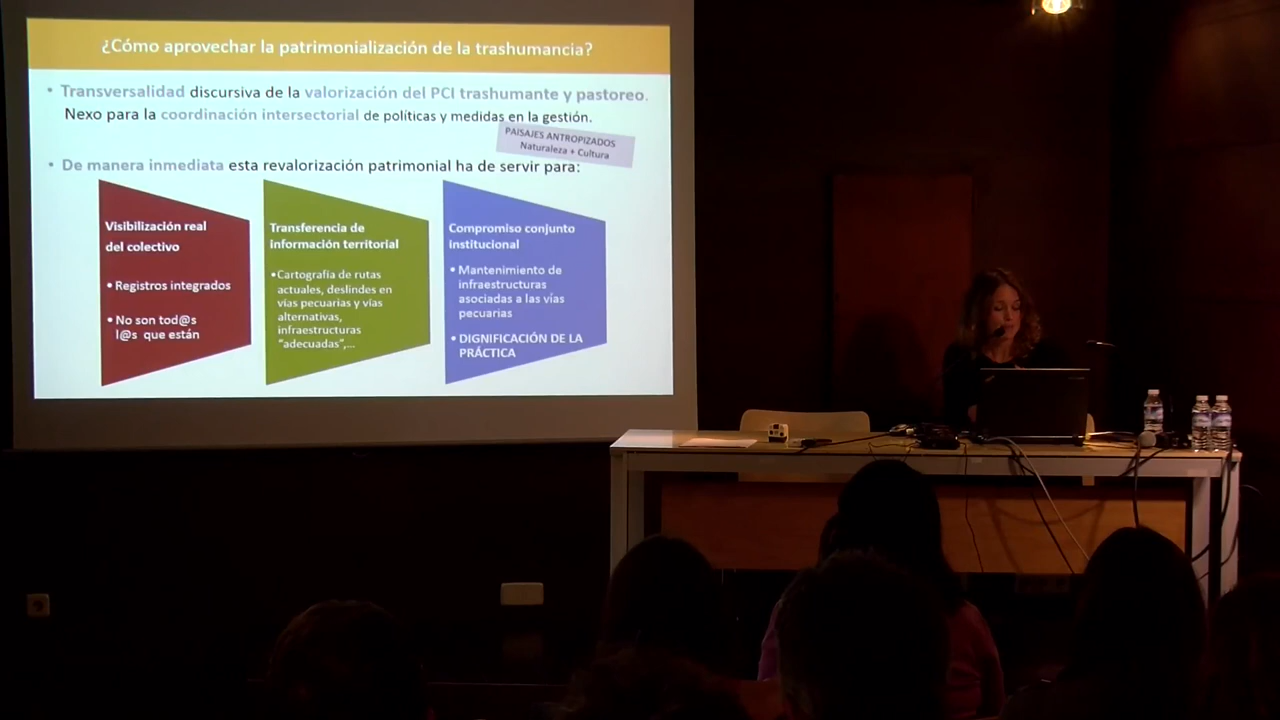 ¿Cómo aprovechar la patrimonialización de la trashumancia?
• Transversalidad discursiva de la valorización del PCI trashumante y pastoreo.
Nexo para la coordinación intersectorial de políticas y medidas en la gestión.
PAISAJES ANTROPIZADOS
Naturaleza + Cultura
• De manera inmediata esta revalorización patrimonial ha de servir para:
Visibilización real
del colectivo
• Registros integrados
• No son tod@s
l@s que están
Transferencia de
información territorial
• Cartografía de rutas
actuales, deslindes en
vías pecuarias y vías
alternativas,
infraestructuras
"adecuadas",...
Compromiso conjunto
institucional
• Mantenimiento de
infraestructuras
asociadas a las vías
pecuarias
• DIGNIFICACIÓN DE LA
PRÁCTICA